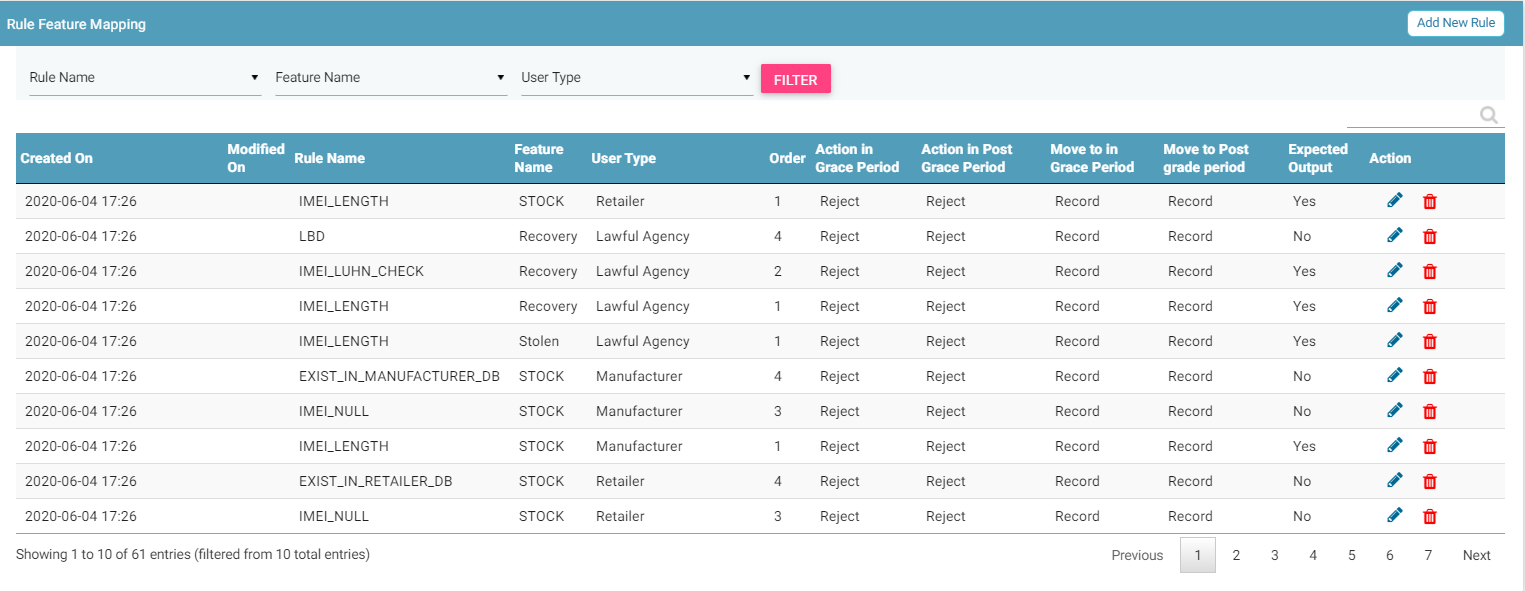 Rule Feature Mapping Add New Rule
Rule Name Feature Name User Type FILTER
Created On Modified On Rule Name Feature Name User Type Order Action in Grace Period Action in Post Grace Period Move to in Grace Period Move to Post grade period Expected Output Action
2020-06-04 17:26 IMEI_LENGTH STOCK Retailer 1 Reject Reject Record Record Yes
2020-06-04 17:26 LBD Recovery Lawful Agency 4 Reject Reject Record Record No
2020-06-04 17:26 IMEI_LUHN_CHECK Recovery Lawful Agency 2 Reject Reject Record Record Yes
2020-06-04 17:26 IMEI_LENGTH Recovery Lawful Agency 1 Reject Reject Record Record Yes
2020-06-04 17:26 IMEI_LENGTH Stolen Lawful Agency 1 Reject Reject Record Record Yes
2020-06-04 17:26 EXIST_IN_MANUFACTURER_DB STOCK Manufacturer 4 Reject Reject Record Record No
2020-06-04 17:26 IMEI_NULL STOCK Manufacturer 3 Reject Reject Record Record No
2020-06-04 17:26 IMEI_LENGTH STOCK Manufacturer 1 Reject Reject Record Record Yes
2020-06-04 17:26 EXIST_IN_RETAILER_DB STOCK Retailer 4 Reject Reject Record Record No
2020-06-04 17:26 IMEI_NULL STOCK Retailer 3 Reject Reject Record Record No
Showing 1 to 10 of 61 entries (filtered from 10 total entries) Previous 1 2 3 4 5 6 7 Next